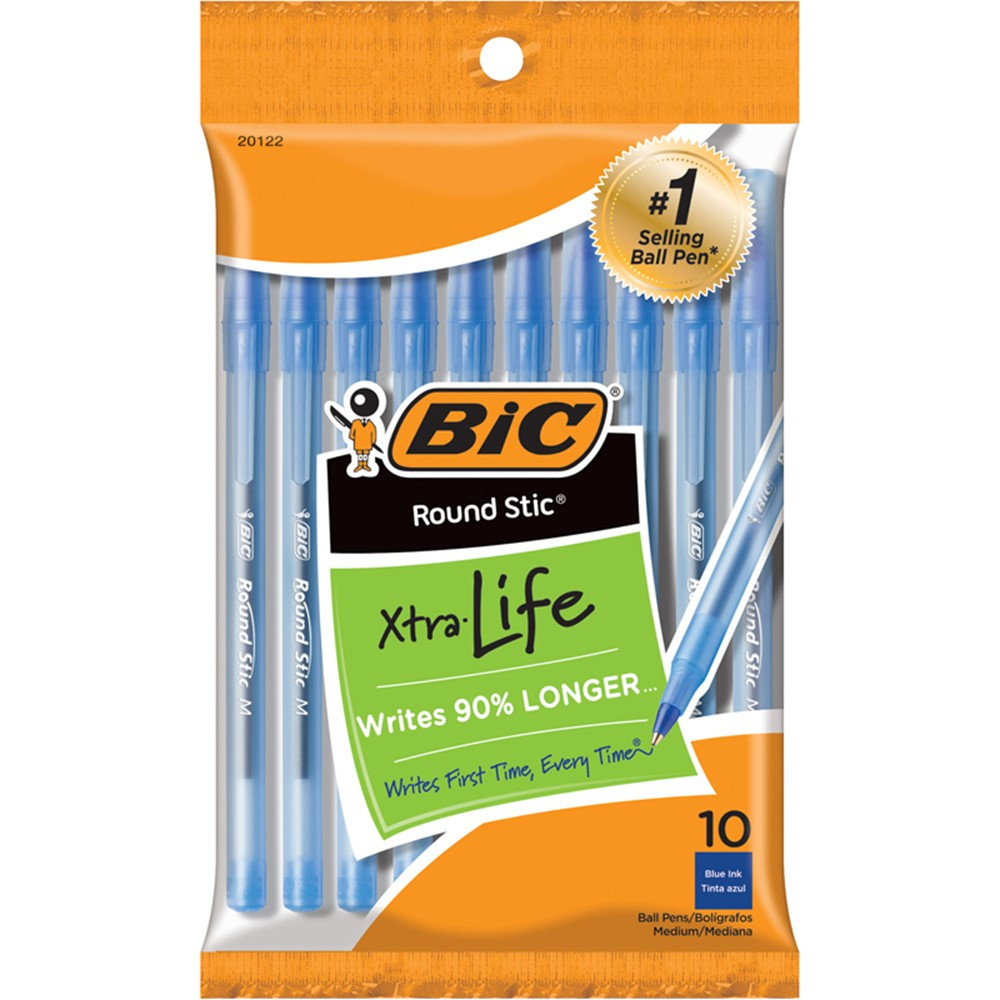 20122
#1
Selling
Ball Pen*
BiC®
Round Stic®
Xtra-Life
Writes 90% LONGER...
Writes First Time, Every Time®
BiC Round Stic M
BiC Round Stic M
BiC
10
Blue Ink
Tinta azul
Ball Pens/Bolígrafos
Medium/Mediana